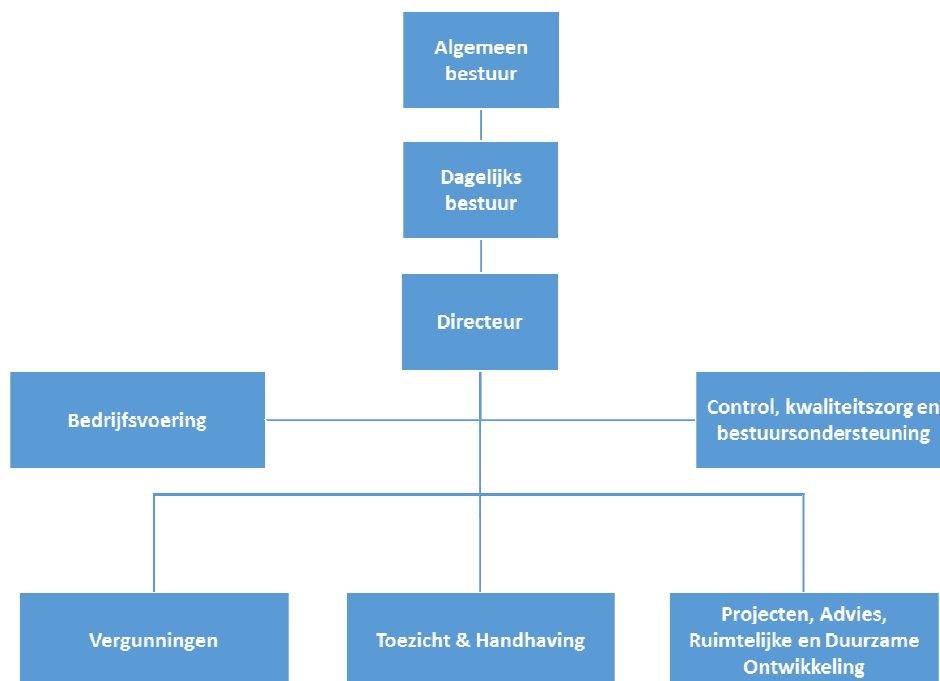 Algemeen
bestuur
Dagelijks
bestuur
Directeur
Bedrijfsvoering
Control, kwaliteitszorg en
bestuursondersteuning
Vergunningen
Toezicht & Handhaving
Projecten, Advies,
Ruimtelijke en Duurzame
Ontwikkeling